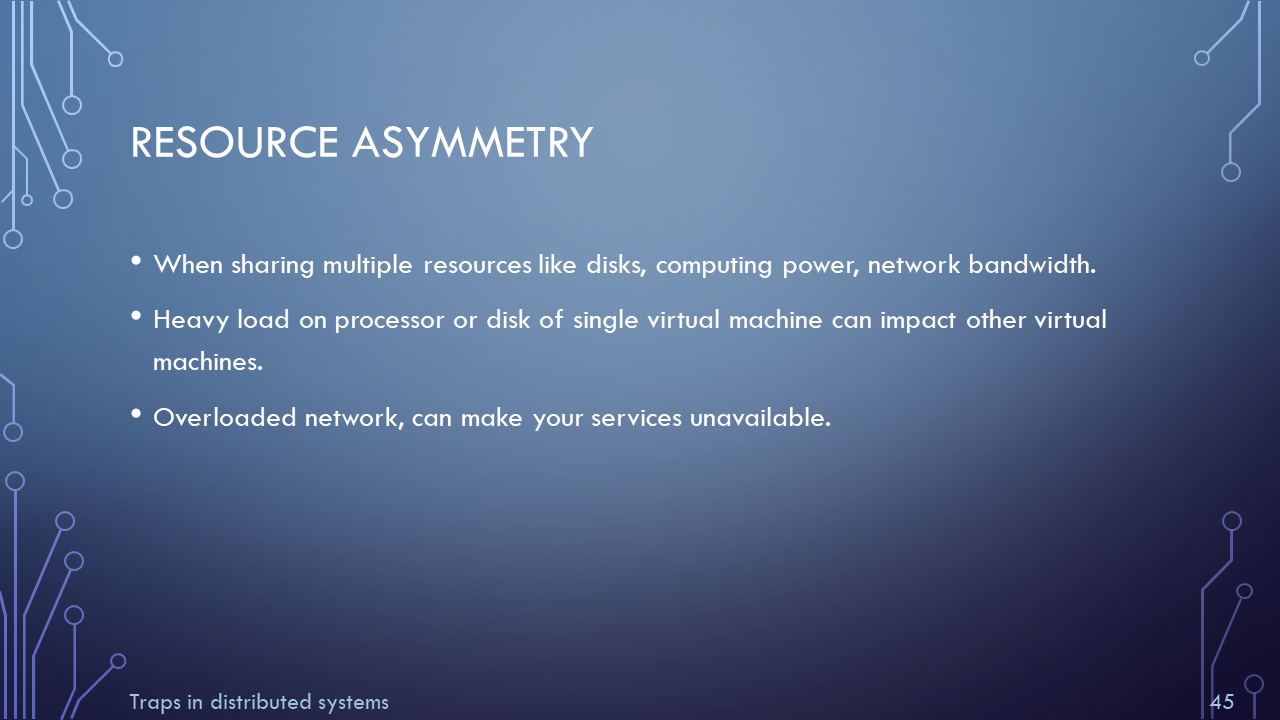 RESOURCE ASYMMETRY
• When sharing multiple resources like disks, computing power, network bandwidth.
• Heavy load on processor or disk of single virtual machine can impact other virtual
machines.
• Overloaded network, can make your services unavailable.
Traps in distributed systems
45